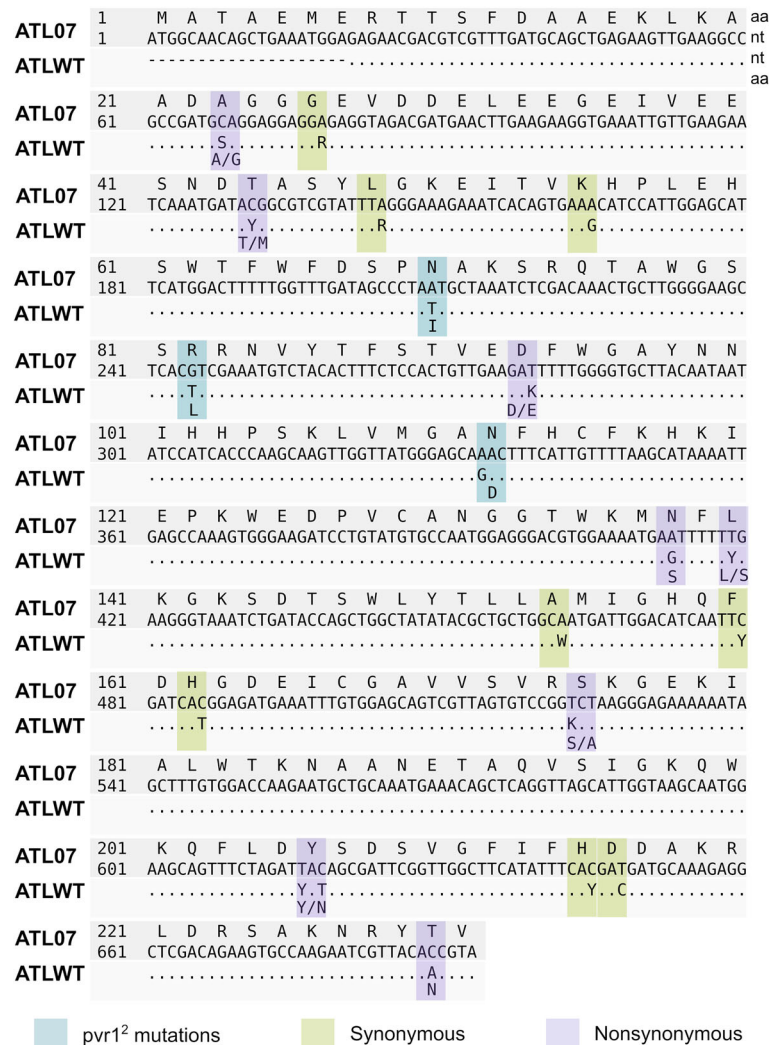 1 M A T A E M E R T T S F D A A E K L K A aa
ATL07 1 ATGGCAACAGCTGAAATGGAGAGAACGACGTCGTTTGATGCAGCTGAGAAGTTGAAGGCC nt
ATLWT --------------------........................................ nt
aa
21 A D A G G G E V D D E L E E G E I V E E
ATL07 61 GCCGATGCAGGAGGAGGAGAGGTAGACGATGAACTTGAAGAAGGTGAAATTGTTGAAGAA
ATLWT .......S.........R..........................................
A/G
41 S N D T A S Y L G K E I T V K H P L E H
ATL07 121 TCAAATGATACGGCGTCGTATTTAGGGAAAGAAATCACAGTGAAACATCCATTGGAGCAT
ATLWT ..........Y............R....................G...............
T/M
61 S W T F W F D S P N A K S R Q T A W G S
ATL07 181 TCATGGACTTTTTGGTTTGATAGCCCTAATGCTAAATCTCGACAAACTGCTTGGGGAAGC
ATLWT ............................T...............................
I
81 S R R N V Y T F S T V E D F W G A Y N N
ATL07 241 TCACGTCGAAATGTCTACACTTTCTCCACTGTTGAAGATTTTTGGGGTGCTTACAATAAT
ATLWT ....T.................................K.....................
L D/E
101 I H H P S K L V M G A N F H C F K H K I
ATL07 301 ATCCATCACCCAAGCAAGTTGGTTATGGGAGCAAACTTTCATTGTTTTAAGCATAAAATT
ATLWT .................................G..........................
D
121 E P K W E D P V C A N G G T W K M N F L
ATL07 361 GAGCCAAAGTGGGAAGATCCTGTATGTGCCAATGGAGGGACGTGGAAAATGAATTTTTTG
ATLWT ....................................................G.....Y.
S L/S
141 K G K S D T S W L Y T L L A M I G H Q F
ATL07 421 AAGGGTAAATCTGATACCAGCTGGCTATATACGCTGCTGGCAATGATTGGACATCAATTC
ATLWT .........................................W.................Y
161 D H G D E I C G A V V S V R S K G E K I
ATL07 481 GATCACGGAGATGAAATTTGTGGAGCAGTCGTTAGTGTCCGGTCTAAGGGAGAAAAAATA
ATLWT .....T....................................K.................
S/A
181 A L W T K N A A N E T A Q V S I G K Q W
ATL07 541 GCTTTGTGGACCAAGAATGCTGCAAATGAAACAGCTCAGGTTAGCATTGGTAAGCAATGG
ATLWT ............................................................
201 K Q F L D Y S D S V G F I F H D D A K R
ATL07 601 AAGCAGTTTCTAGATTACAGCGATTCGGTTGGCTTCATATTTCACGATGATGCAAAGAGG
ATLWT ...............Y.T..........................Y..C............
Y/N
221 L D R S A K N R Y T V
ATL07 661 CTCGACAGAAGTGCCAAGAATCGTTACACCGTA
ATLWT ............................A....
N
pvr1² mutations Synonymous Nonsynonymous